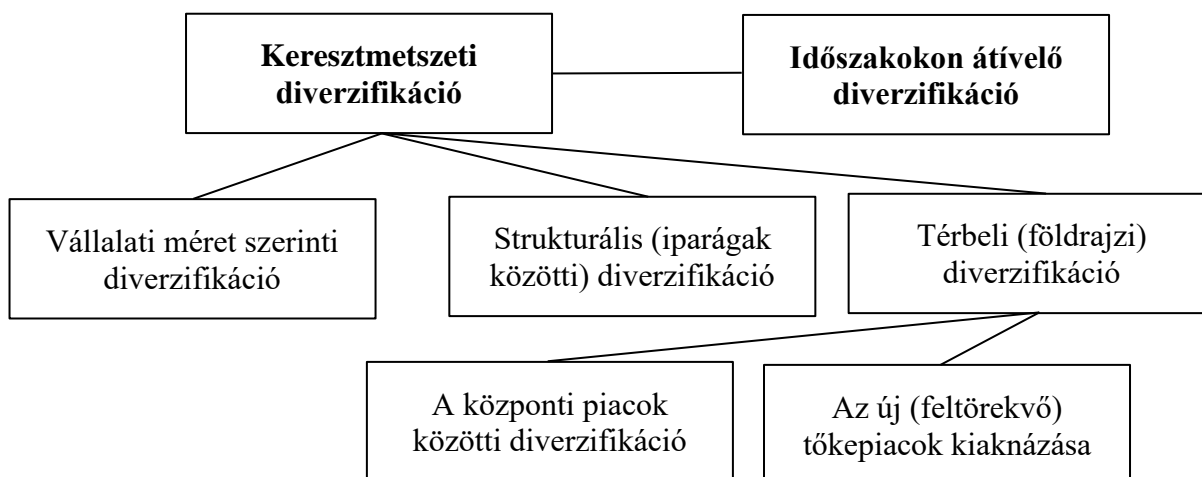 Keresztmetszeti
diverzifikáció
Időszakokon átívelő
diverzifikáció
Vállalati méret szerinti
diverzifikáció
Strukturális (iparágak
közötti) diverzifikáció
Térbeli (földrajzi)
diverzifikáció
A központi piacok
közötti diverzifikáció
Az új (feltörekvő)
tőkepiacok kiaknázása